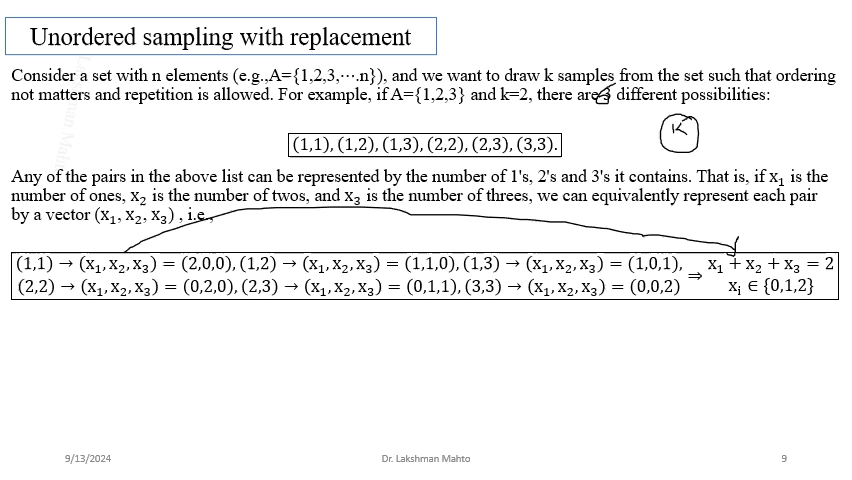 Unordered sampling with replacement
Consider a set with n elements (e.g.,A={1,2,3,⋯.n}), and we want to draw k samples from the set such that ordering
not matters and repetition is allowed. For example, if A={1,2,3} and k=2, there are different possibilities:
K
(1,1), (1,2), (1,3), (2,2), (2,3), (3,3).
Any of the pairs in the above list can be represented by the number of 1's, 2's and 3's it contains. That is, if x₁ is the
number of ones, x₂ is the number of twos, and x₃ is the number of threes, we can equivalently represent each pair
by a vector (x₁, x₂, x₃) , i.e.,
(1,1) → (x₁, x₂, x₃) = (2,0,0), (1,2) → (x₁, x₂, x₃) = (1,1,0), (1,3) → (x₁, x₂, x₃) = (1,0,1),
(2,2) → (x₁, x₂, x₃) = (0,2,0), (2,3) → (x₁, x₂, x₃) = (0,1,1), (3,3) → (x₁, x₂, x₃) = (0,0,2)
⇒ x₁ + x₂ + x₃ = 2
xᵢ ∈ {0,1,2}
9/13/2024
Dr. Lakshman Mahto
9